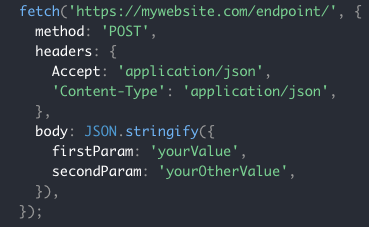 fetch('https://mywebsite.com/endpoint/', {
  method: 'POST',
  headers: {
    Accept: 'application/json',
    'Content-Type': 'application/json',
  },
  body: JSON.stringify({
    firstParam: 'yourValue',
    secondParam: 'yourOtherValue',
  }),
});